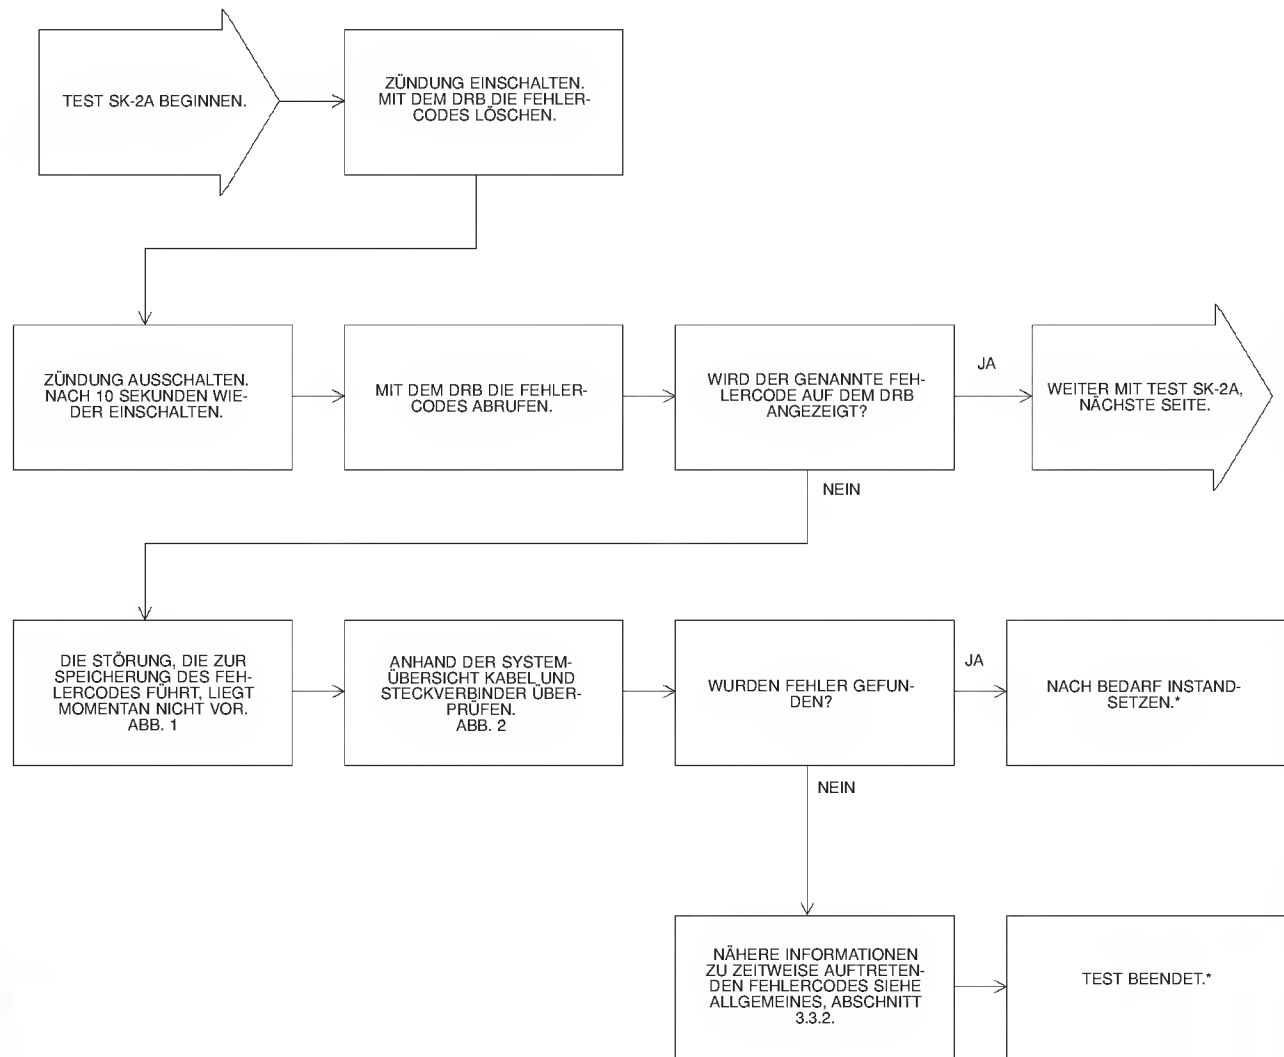 TEST SK-2A BEGINNEN.
ZÜNDUNG EINSCHALTEN.
MIT DEM DRB DIE FEHLER-
CODES LÖSCHEN.
ZÜNDUNG AUSSCHALTEN.
NACH 10 SEKUNDEN WIE-
DER EINSCHALTEN.
MIT DEM DRB DIE FEHLER-
CODES ABRUFEN.
WIRD DER GENANNTE FEH-
LERCODE AUF DEM DRB
ANGEZEIGT?
JA
WEITER MIT TEST SK-2A,
NÄCHSTE SEITE.
NEIN
DIE STÖRUNG, DIE ZUR
SPEICHERUNG DES FEH-
LERCODES FÜHRT, LIEGT
MOMENTAN NICHT VOR.
ABB. 1
ANHAND DER SYSTEM-
ÜBERSICHT KABEL UND
STECKVERBINDER ÜBER-
PRÜFEN.
ABB. 2
WURDEN FEHLER GEFUN-
DEN?
JA
NACH BEDARF INSTAND-
SETZEN.*
NEIN
NÄHERE INFORMATIONEN
ZU ZEITWEISE AUFTRETEN-
DEN FEHLERCODES SIEHE
ALLGEMEINES, ABSCHNITT
3.3.2.
TEST BEENDET.*